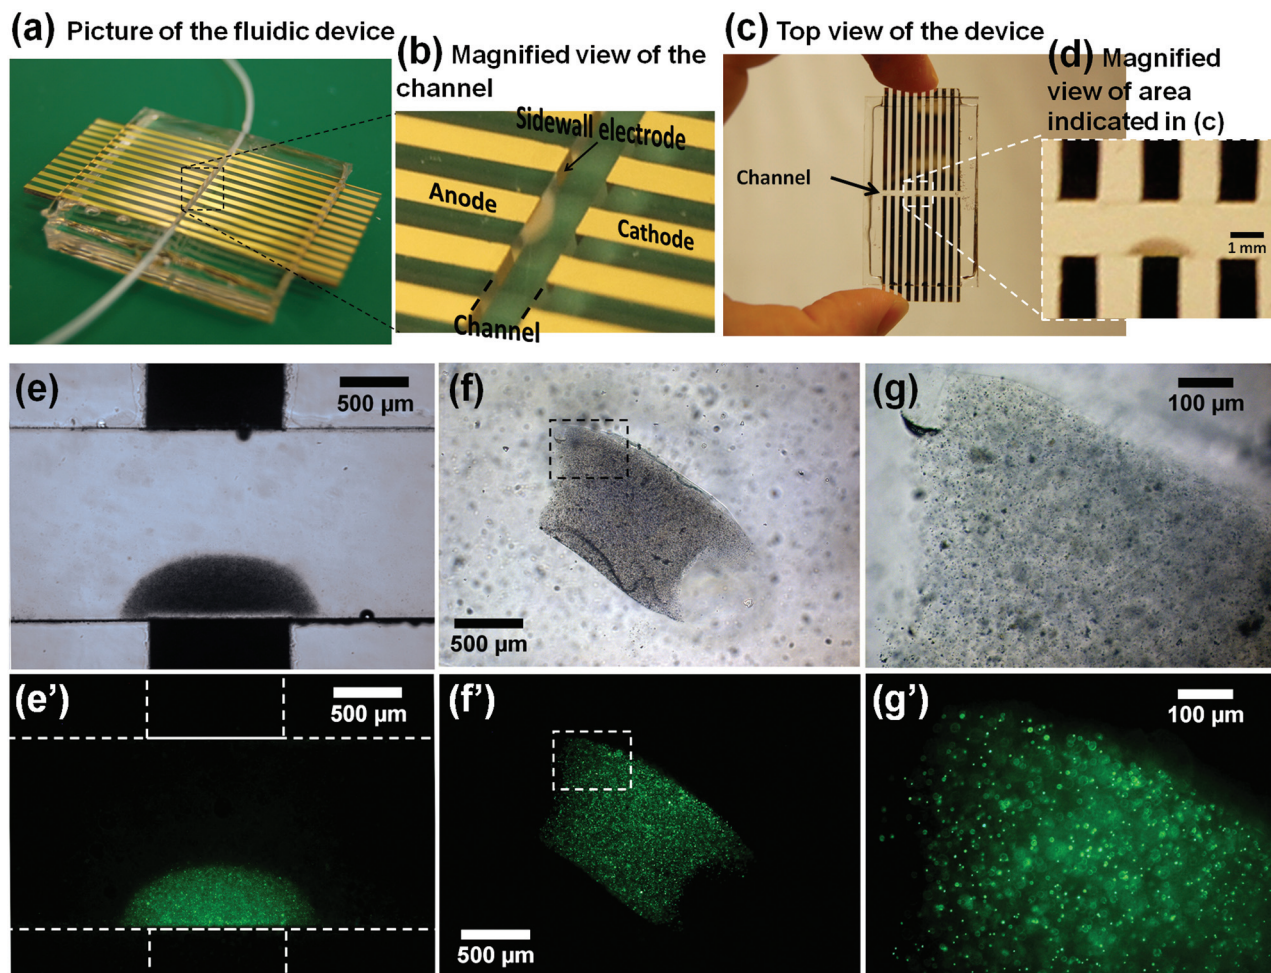 (a) Picture of the fluidic device
(b) Magnified view of the
channel
Sidewall electrode
Anode
Cathode
Channel
(c) Top view of the device
Channel
(d) Magnified
view of area
indicated in (c)
1 mm
(e)
500 µm
(f)
500 µm
(g)
100 µm
(e’)
500 µm
(f’)
500 µm
(g’)
100 µm